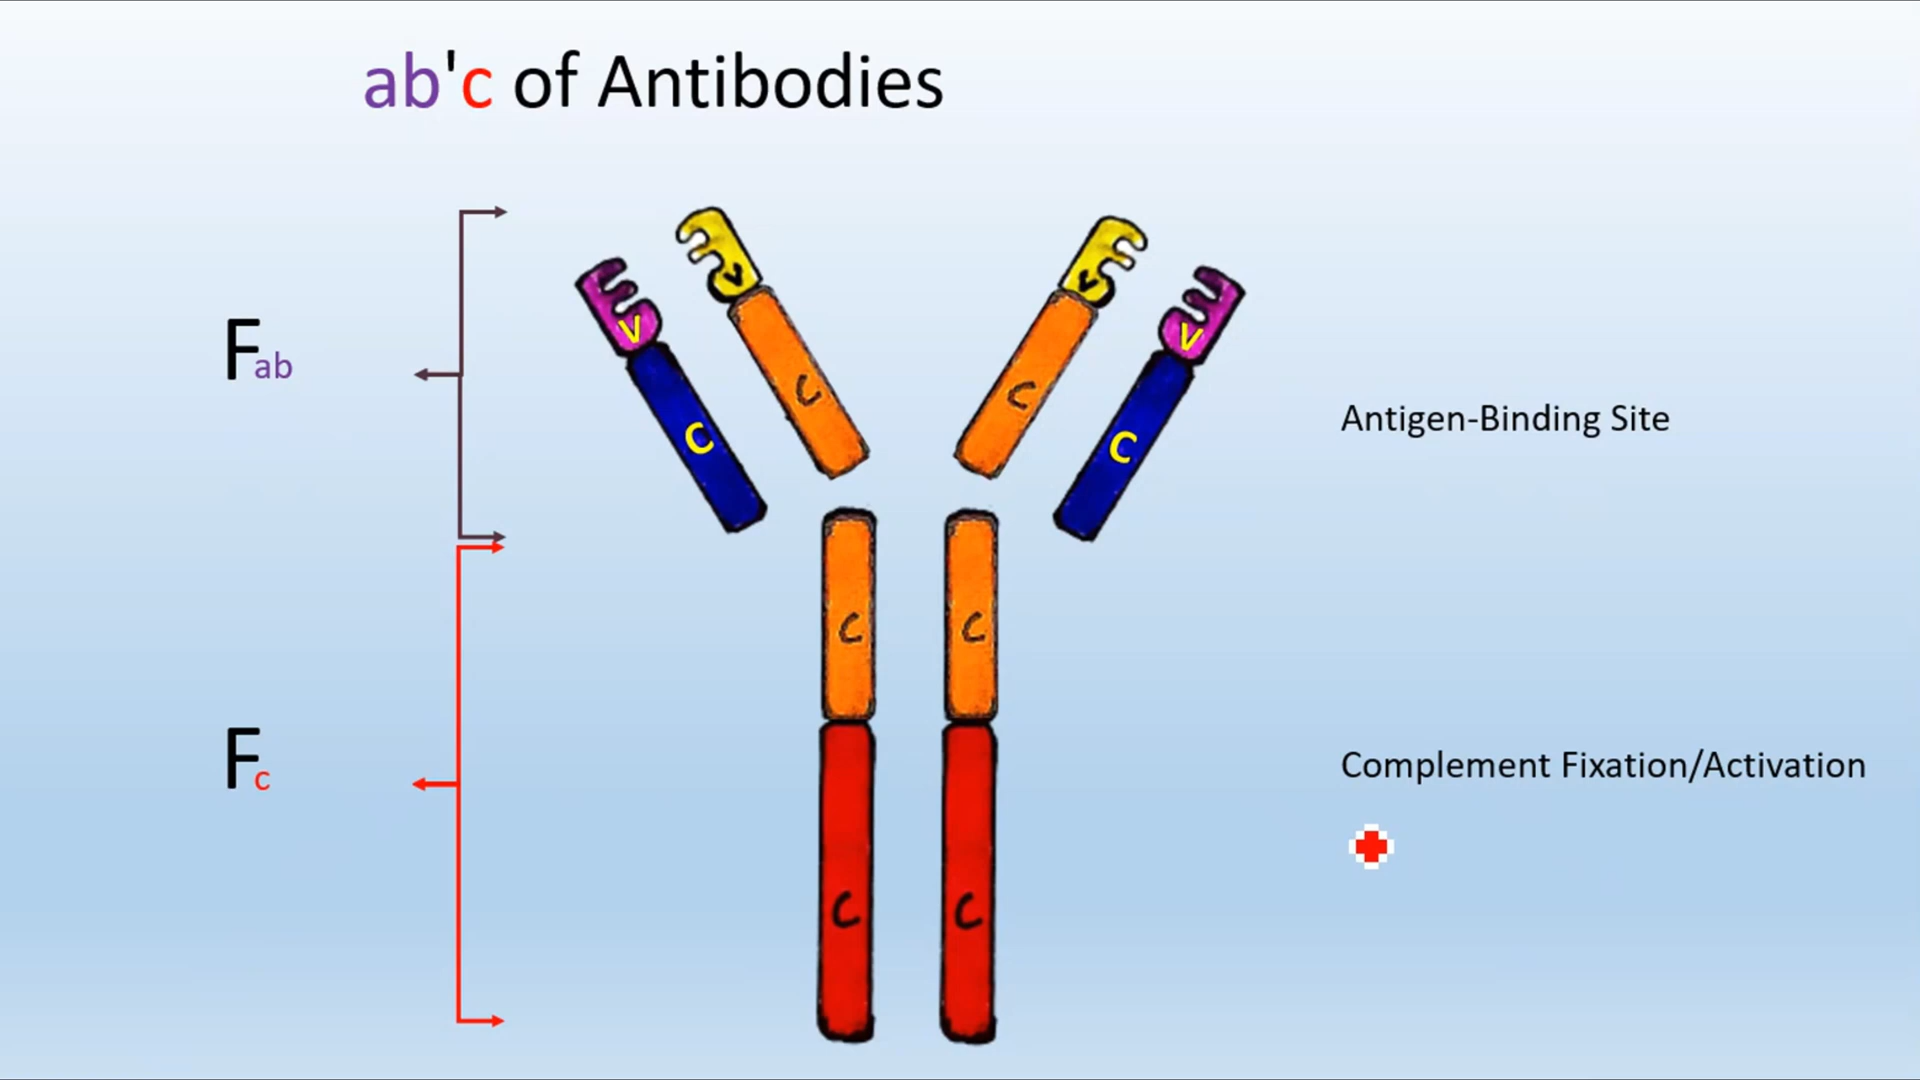 ab'c of Antibodies
V V V V
C C
Fab
C C
Antigen-Binding Site
C C
Fc
Complement Fixation/Activation
C C